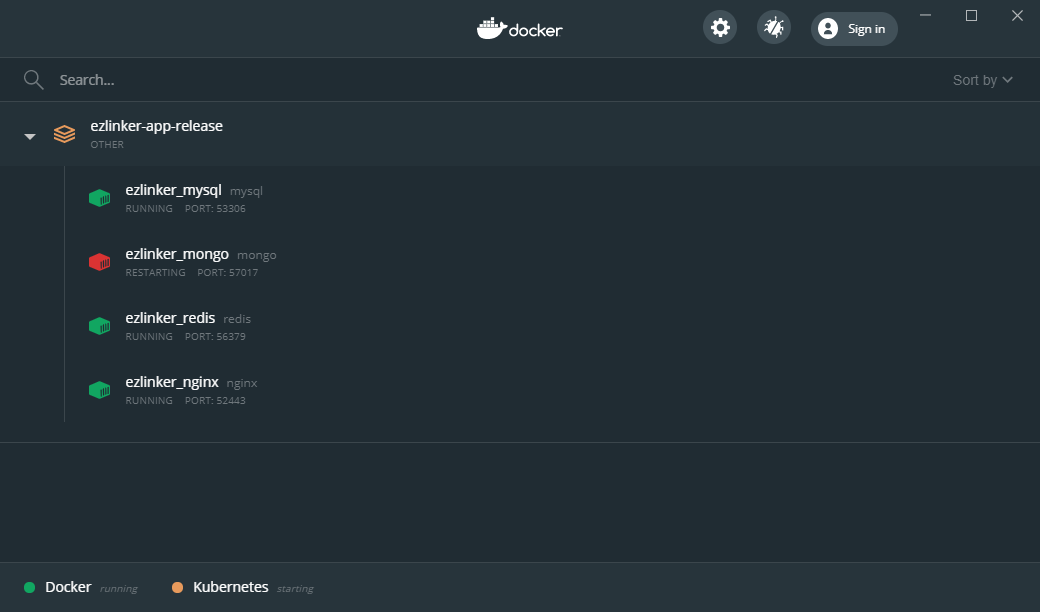 docker
Sign in
Search...
Sort by
ezlinker-app-release
OTHER
ezlinker_mysql mysql
RUNNING PORT: 53306
ezlinker_mongo mongo
RESTARTING PORT: 57017
ezlinker_redis redis
RUNNING PORT: 56379
ezlinker_nginx nginx
RUNNING PORT: 52443
Docker running Kubernetes starting